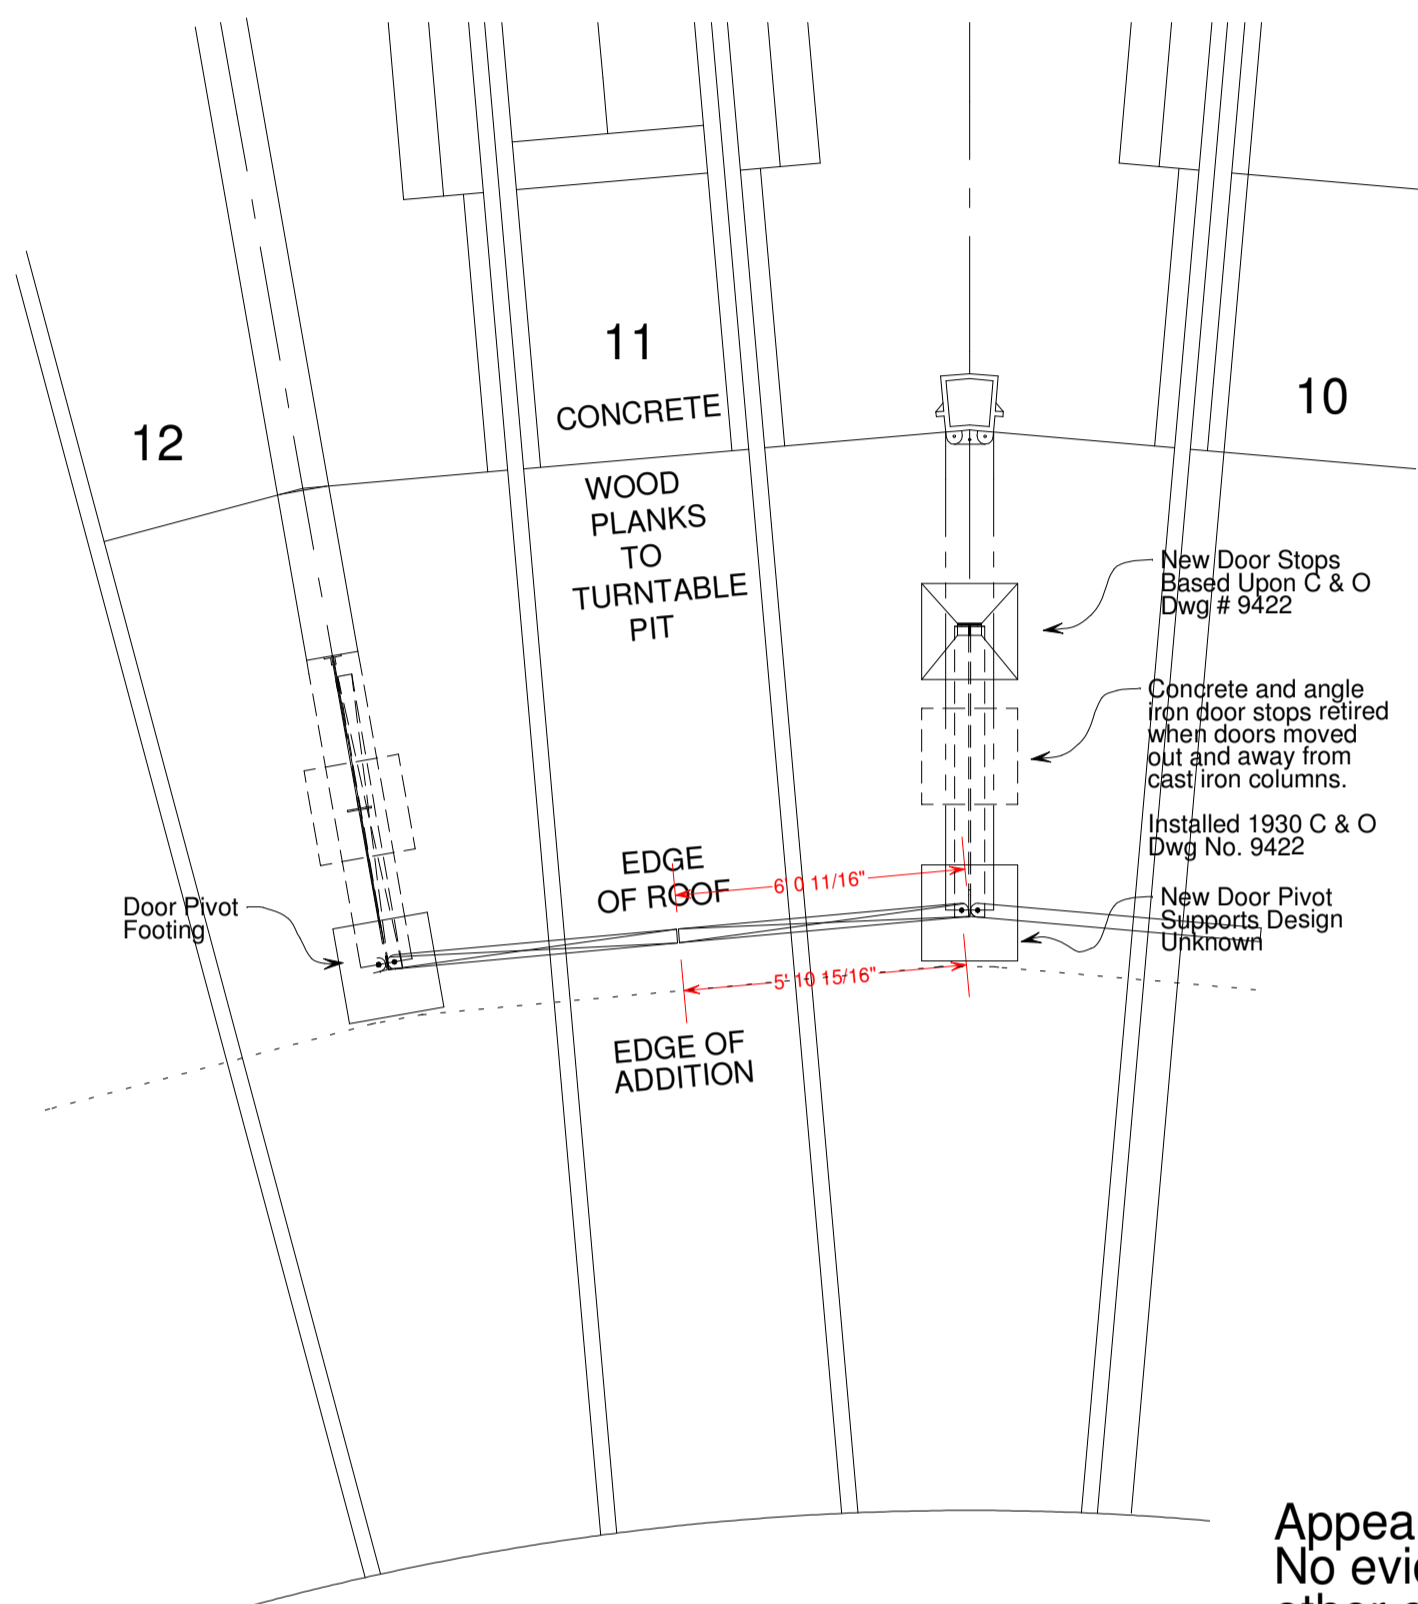 11
CONCRETE
10
12
WOOD
PLANKS
TO
TURNTABLE
PIT
New Door Stops
Based Upon C & O
Dwg # 9422
Concrete and angle
iron door stops retired
when doors moved
out and away from
cast iron columns.
Installed 1930 C & O
Dwg No. 9422
EDGE
OF ROOF
6' 0 11/16"
Door Pivot
Footing
New Door Pivot
Supports Design
Unknown
5' 10 15/16"
EDGE OF
ADDITION
Appea
No evi